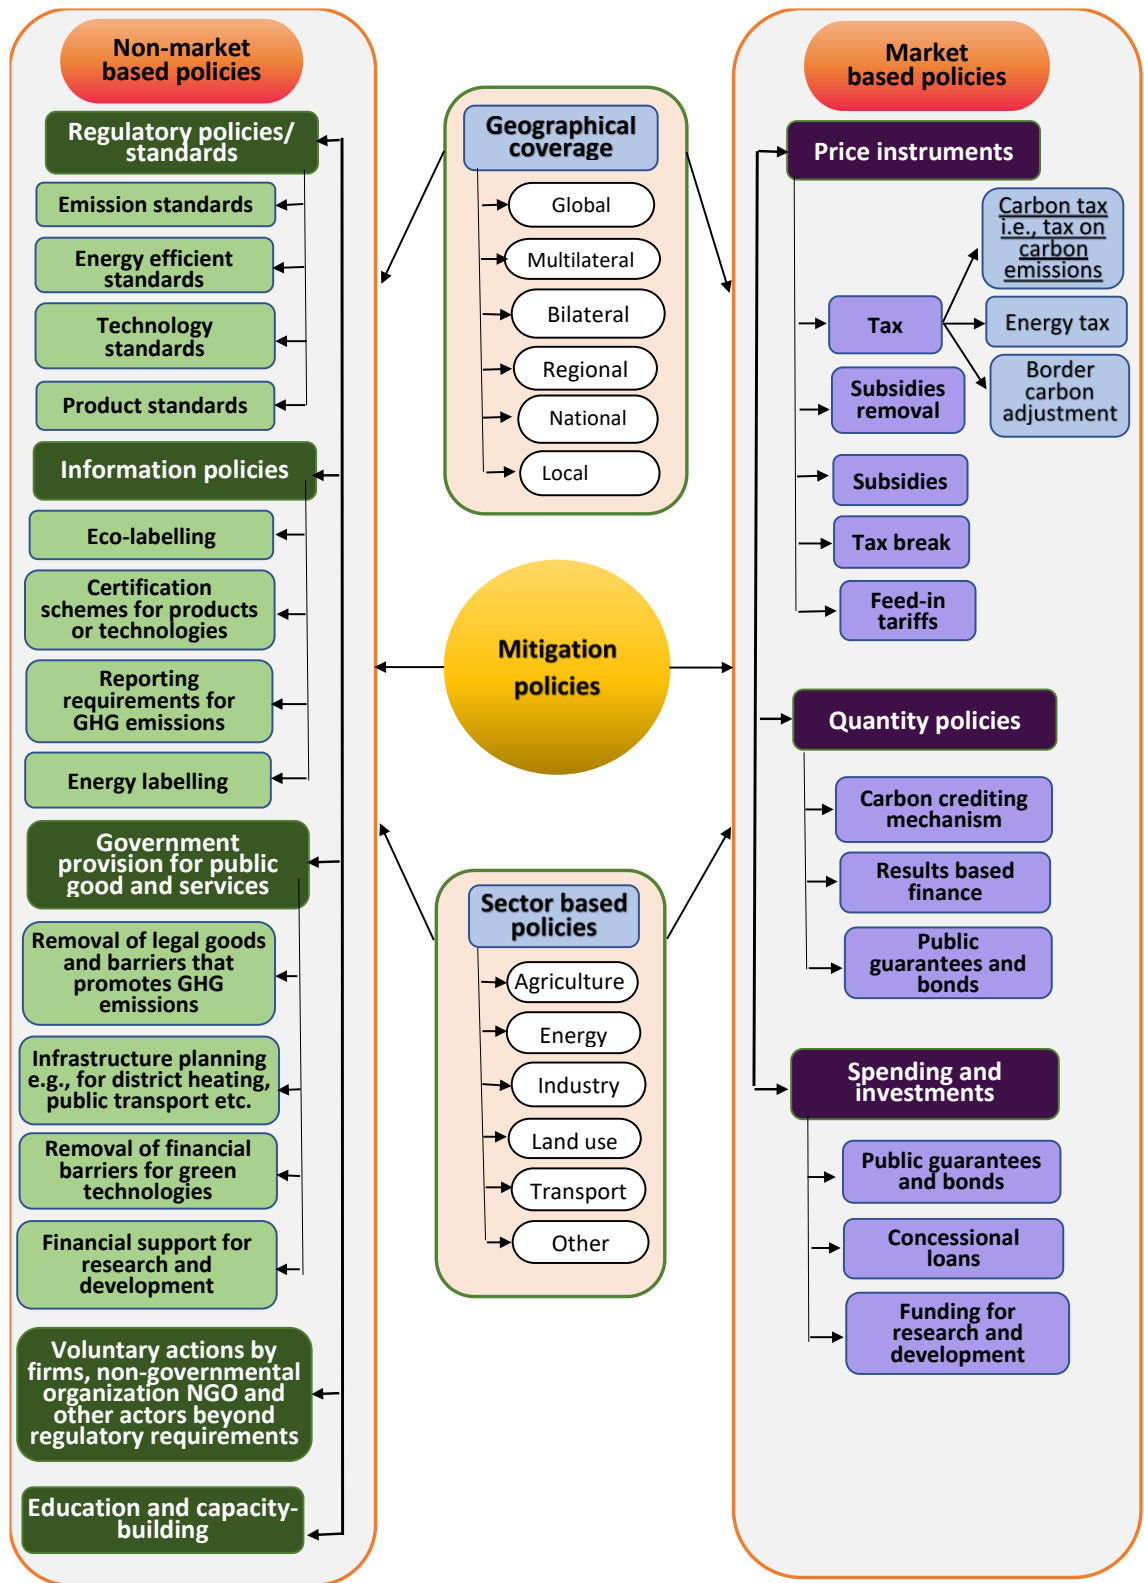 Non-market
based policies
Regulatory policies/
standards
Emission standards
Energy efficient
standards
Technology
standards
Product standards
Information policies
Eco-labelling
Certification
schemes for products
or technologies
Reporting
requirements for
GHG emissions
Energy labelling
Government
provision for public
good and services
Removal of legal goods
and barriers that
promotes GHG
emissions
Infrastructure planning
e.g., for district heating,
public transport etc.
Removal of financial
barriers for green
technologies
Financial support for
research and
development
Voluntary actions by
firms, non-governmental
organization NGO and
other actors beyond
regulatory requirements
Education and capacity-
building
Geographical
coverage
Global
Multilateral
Bilateral
Regional
National
Local
Mitigation
policies
Sector based
policies
Agriculture
Energy
Industry
Land use
Transport
Other
Market
based policies
Price instruments
Tax
Carbon tax
i.e., tax on
carbon
emissions
Energy tax
Border
carbon
adjustment
Subsidies
removal
Subsidies
Tax break
Feed-in
tariffs
Quantity policies
Carbon crediting
mechanism
Results based
finance
Public
guarantees and
bonds
Spending and
investments
Public guarantees
and bonds
Concessional
loans
Funding for
research and
development